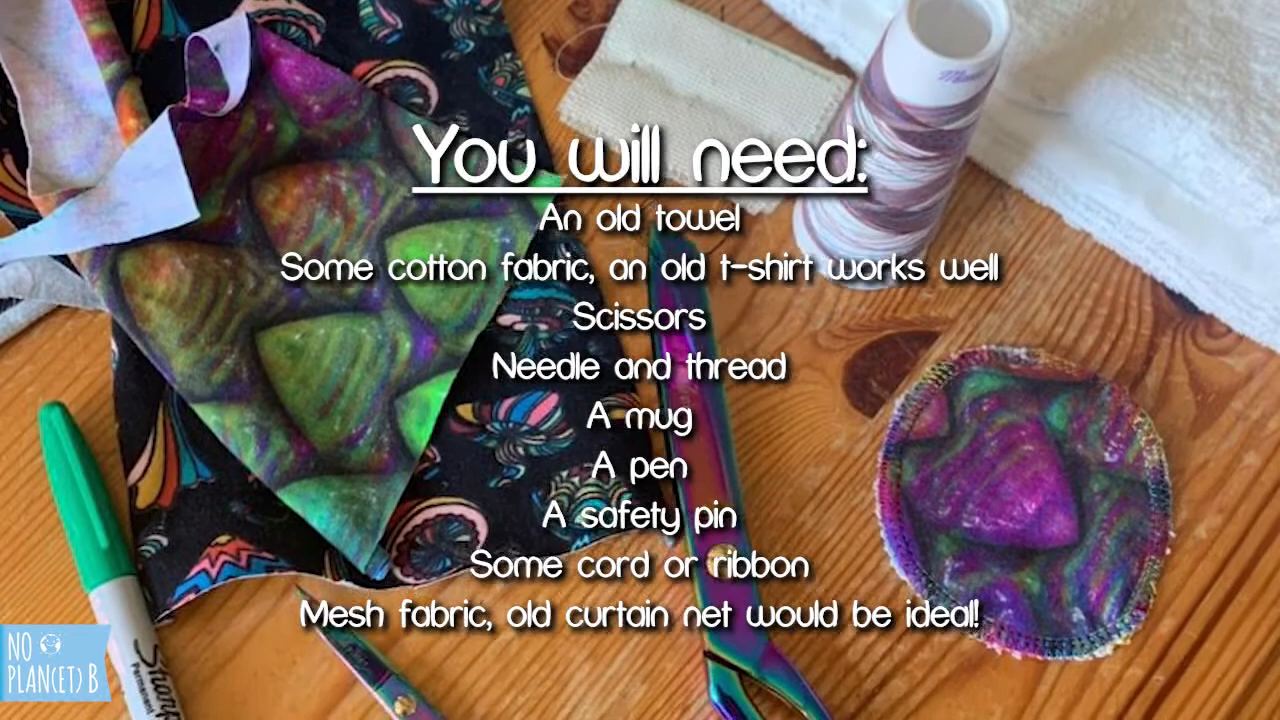 You will need:
An old towel
Some cotton fabric, an old t-shirt works well
Scissors
Needle and thread
A mug
A pen
A safety pin
Some cord or ribbon
Mesh fabric, old curtain net would be ideal!
NO
PLAN(ET) B
Permanent